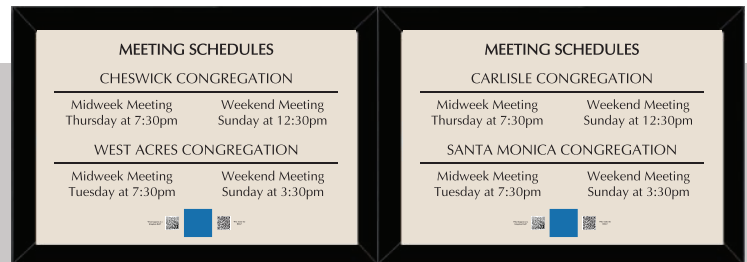 MEETING SCHEDULES
CHESWICK CONGREGATION
Midweek Meeting Weekend Meeting
Thursday at 7:30pm Sunday at 12:30pm
WEST ACRES CONGREGATION
Midweek Meeting Weekend Meeting
Tuesday at 7:30pm Sunday at 3:30pm
MEETING SCHEDULES
CARLISLE CONGREGATION
Midweek Meeting Weekend Meeting
Thursday at 7:30pm Sunday at 12:30pm
SANTA MONICA CONGREGATION
Midweek Meeting Weekend Meeting
Tuesday at 7:30pm Sunday at 3:30pm